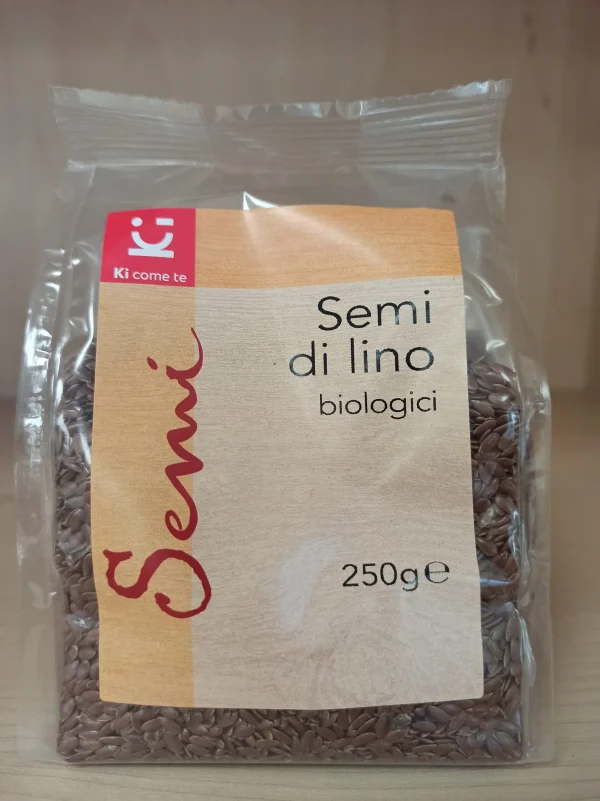 Ki
Ki come te
Semi
di lino
biologici
Semi
250g℮